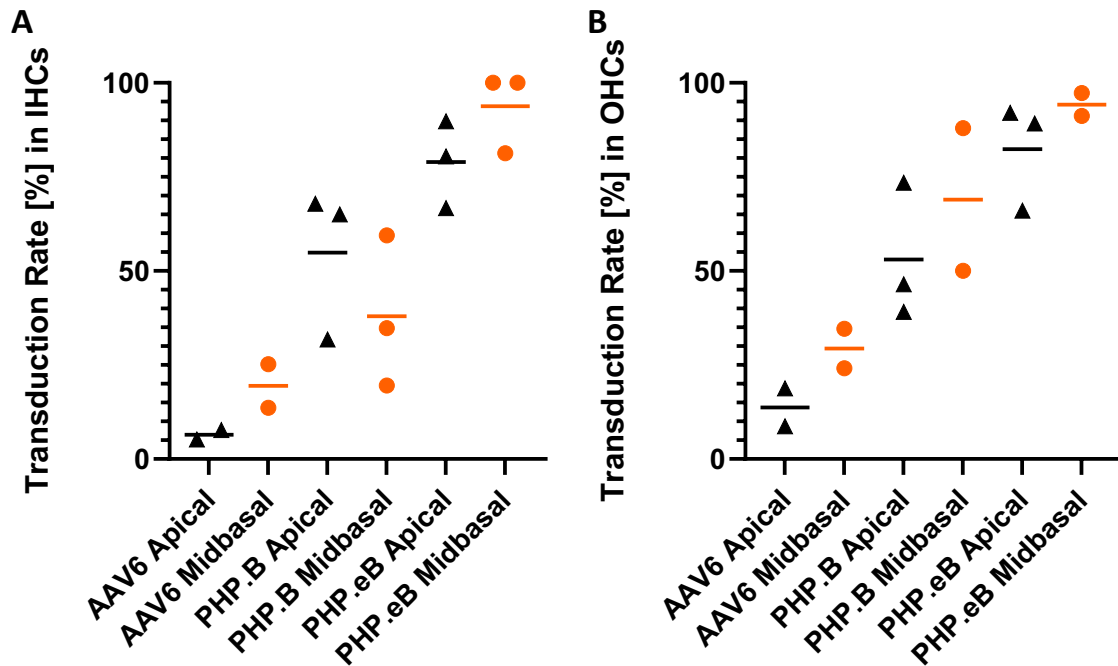 A
Transduction Rate [%] in IHCs
100
50
0
AAV6 Apical
AAV6 Midbasal
PHP.B Apical
PHP.B Midbasal
PHP.eB Apical
PHP.eB Midbasal
B
Transduction Rate [%] in OHCs
100
50
0
AAV6 Apical
AAV6 Midbasal
PHP.B Apical
PHP.B Midbasal
PHP.eB Apical
PHP.eB Midbasal